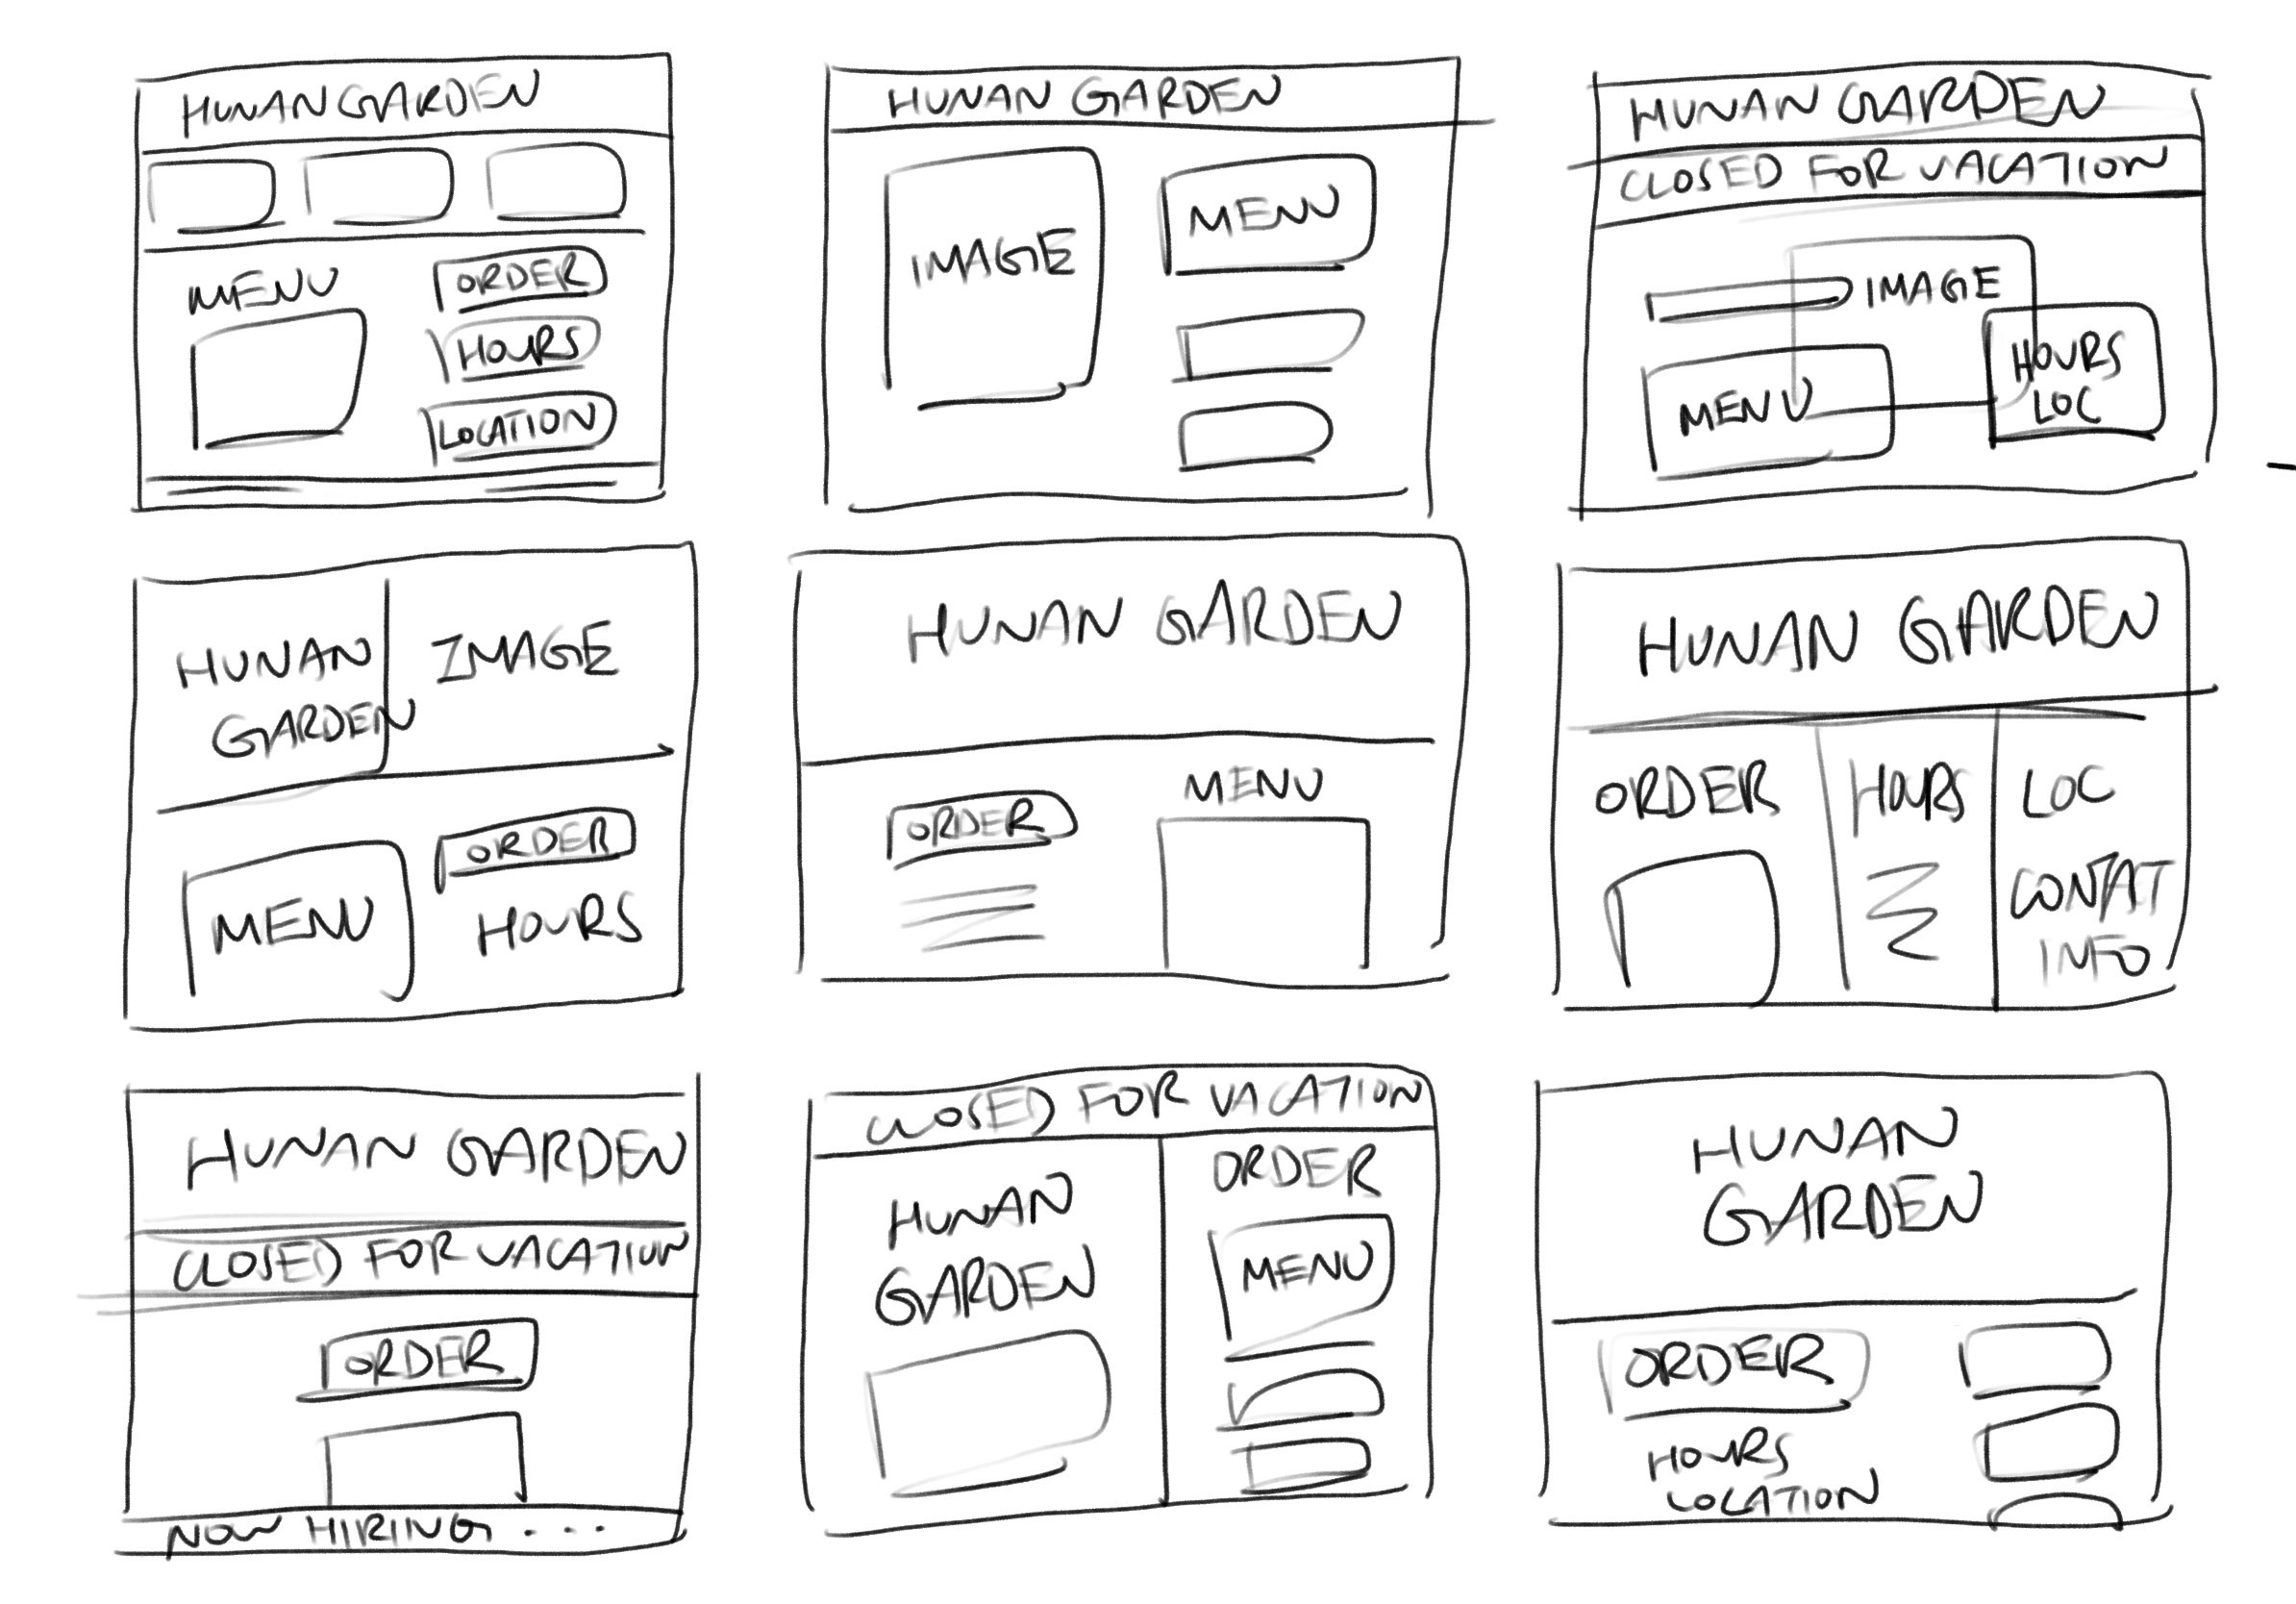 HUNAN GARDEN
MENU
ORDER
HOURS
LOCATION
HUNAN GARDEN
IMAGE
MENU
HUNAN GARDEN
CLOSED FOR VACATION
IMAGE
MENU
HOURS
LOC
HUNAN
GARDEN
IMAGE
MENU
ORDER
HOURS
HUNAN GARDEN
ORDER
MENU
HUNAN GARDEN
ORDER
HOURS
LOC
CONTAT
INFO
HUNAN GARDEN
CLOSED FOR VACATION
ORDER
NOW HIRING...
CLOSED FOR VACATION
HUNAN
GARDEN
ORDER
MENU
HUNAN
GARDEN
ORDER
HOURS
LOCATION